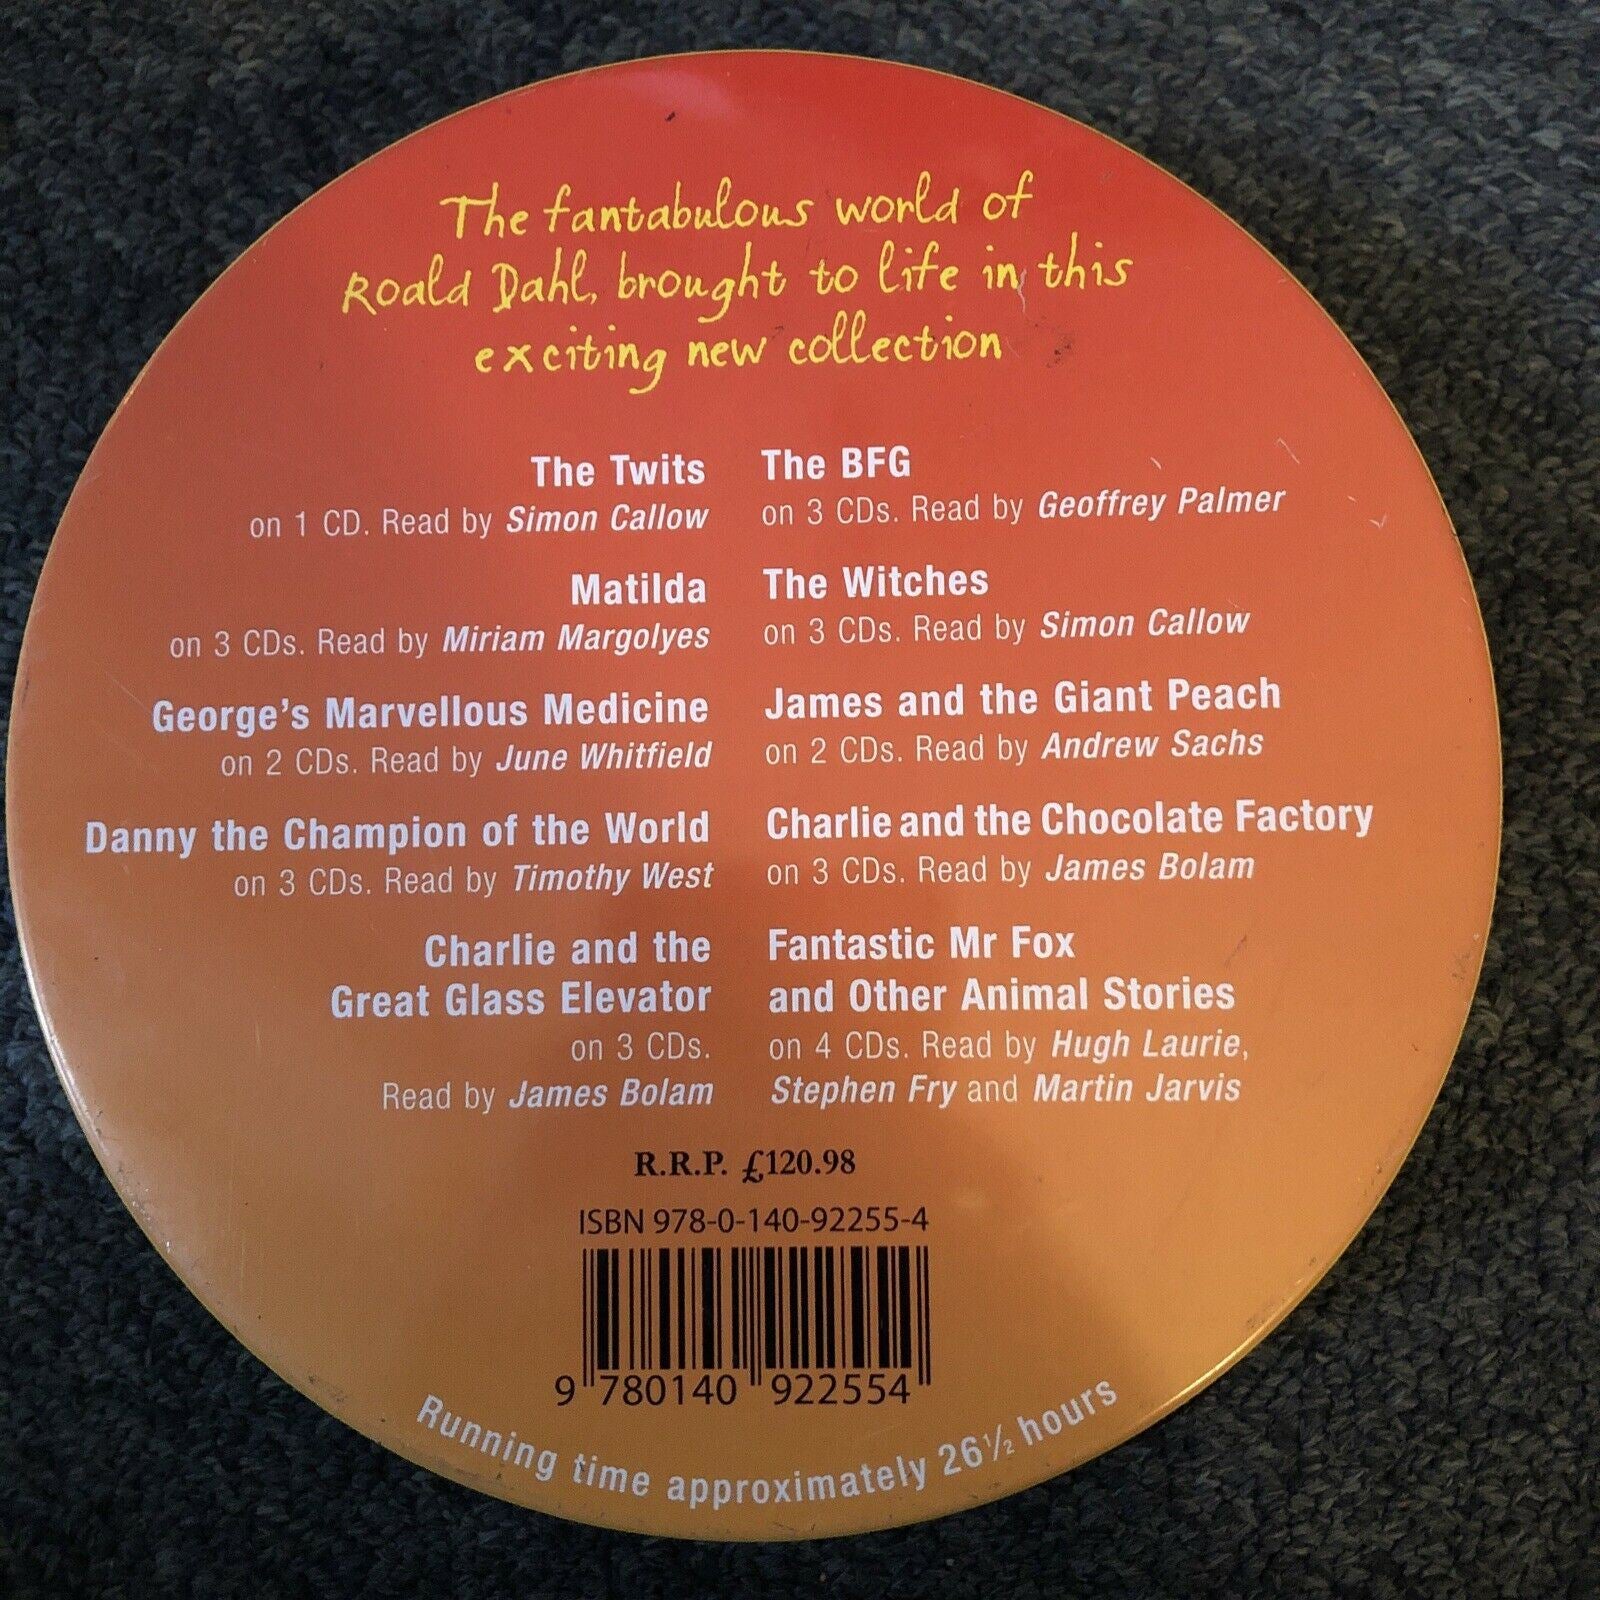 The fantabulous world of
Roald Dahl, brought to life in this
exciting new collection
The Twits
on 1 CD. Read by Simon Callow
Matilda
on 3 CDs. Read by Miriam Margolyes
George's Marvellous Medicine
on 2 CDs. Read by June Whitfield
Danny the Champion of the World
on 3 CDs. Read by Timothy West
Charlie and the
Great Glass Elevator
on 3 CDs.
Read by James Bolam
The BFG
on 3 CDs. Read by Geoffrey Palmer
The Witches
on 3 CDs. Read by Simon Callow
James and the Giant Peach
on 2 CDs. Read by Andrew Sachs
Charlie and the Chocolate Factory
on 3 CDs. Read by James Bolam
Fantastic Mr Fox
and Other Animal Stories
on 4 CDs. Read by Hugh Laurie,
Stephen Fry and Martin Jarvis
R.R.P. £120.98
ISBN 978-0-140-92255-4
9 780140 922554
Running time approximately 26½ hours